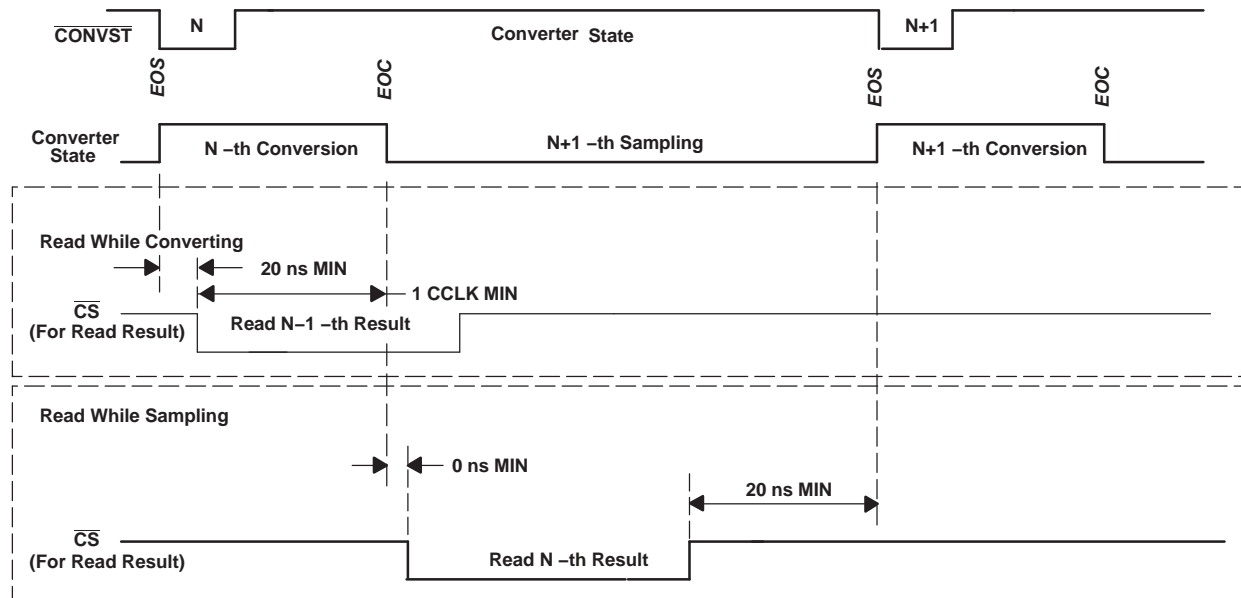 N
CONVST
Converter State
N+1
EOS
EOC
EOS
EOC
Converter
State
N –th Conversion
N+1 –th Sampling
N+1 –th Conversion
Read While Converting
20 ns MIN
1 CCLK MIN
CS
(For Read Result)
Read N–1 –th Result
Read While Sampling
0 ns MIN
20 ns MIN
CS
(For Read Result)
Read N –th Result